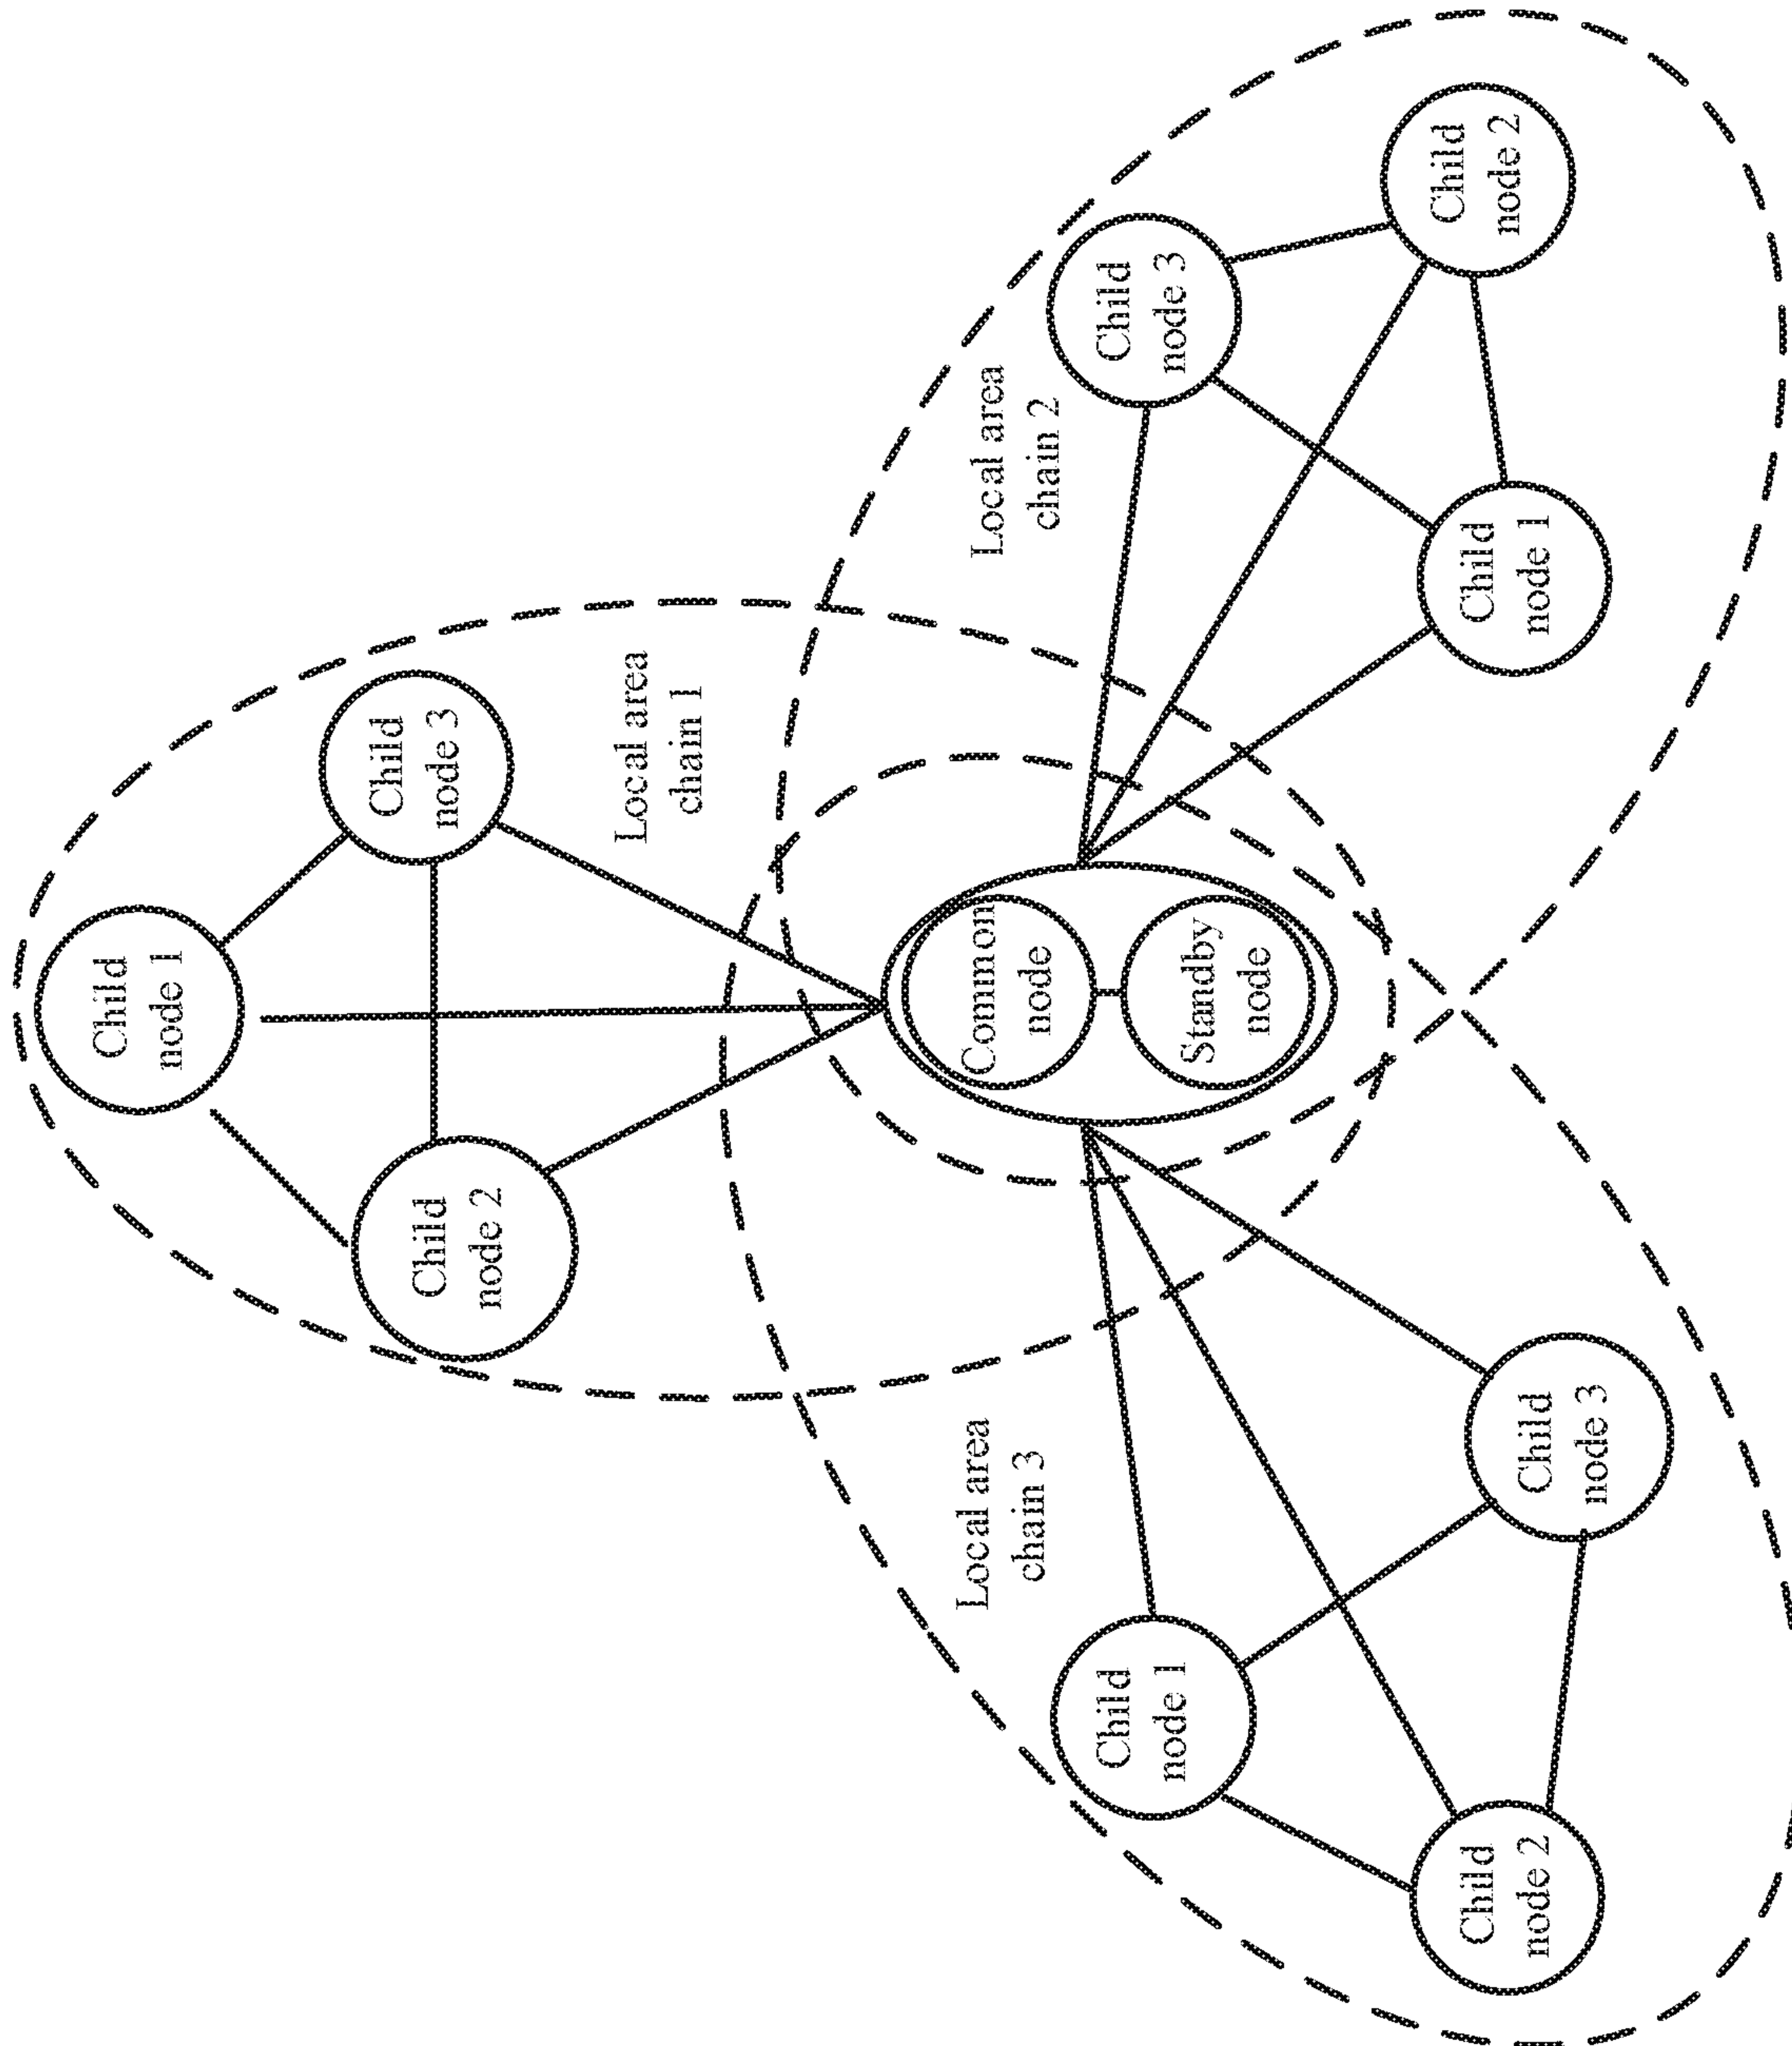 Child
node 1
Child
node 2
Child
node 3
Local area
chain 1
Common
node
Standby
node
Local area
chain 2
Child
node 3
Child
node 2
Child
node 1
Local area
chain 3
Child
node 1
Child
node 2
Child
node 3